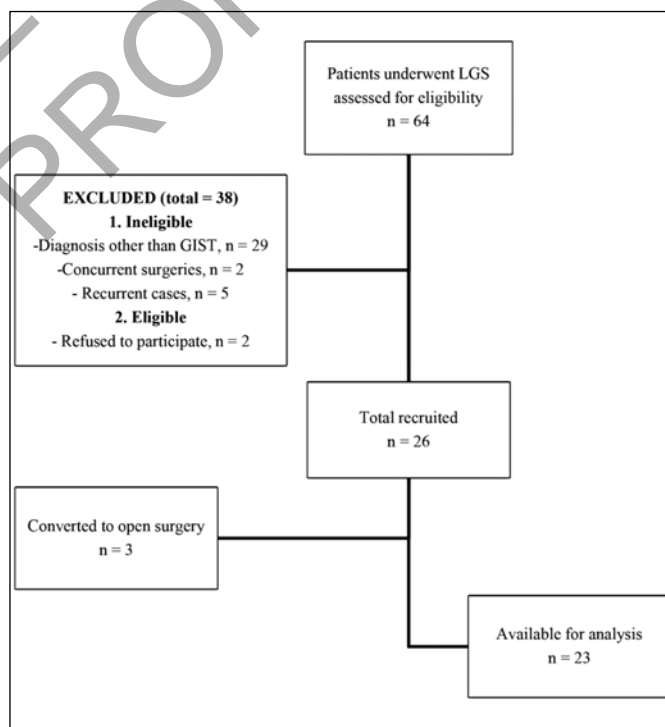 Patients underwent LGS
assessed for eligibility
n = 64
EXCLUDED (total = 38)
1. Ineligible
-Diagnosis other than GIST, n = 29
-Concurrent surgeries, n = 2
- Recurrent cases, n = 5
2. Eligible
- Refused to participate, n = 2
Total recruited
n = 26
Converted to open surgery
n = 3
Available for analysis
n = 23